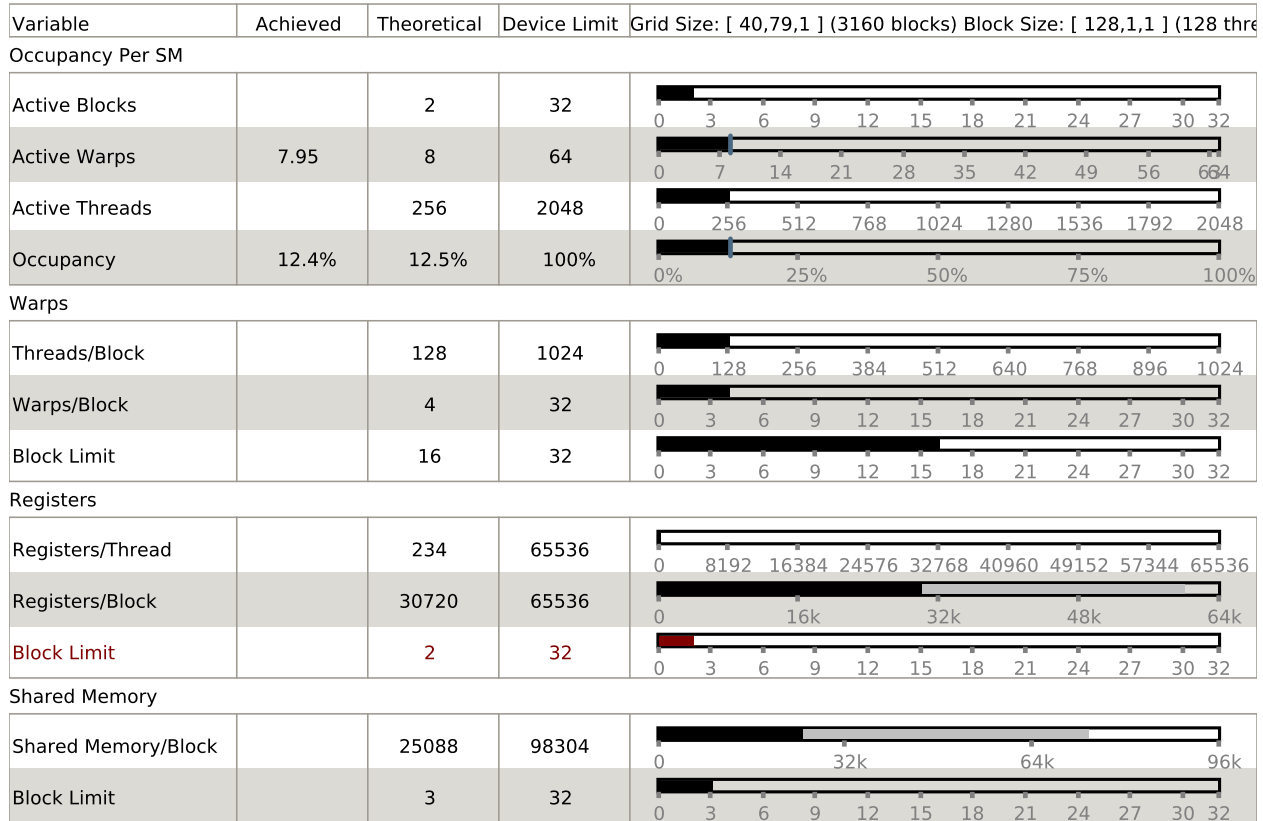 Variable Achieved Theoretical Device Limit Grid Size: [ 40,79,1 ] (3160 blocks) Block Size: [ 128,1,1 ] (128 thre
Occupancy Per SM
Active Blocks 2 32
0 3 6 9 12 15 18 21 24 27 30 32
Active Warps 7.95 8 64
0 7 14 21 28 35 42 49 56 63 64
Active Threads 256 2048
0 256 512 768 1024 1280 1536 1792 2048
Occupancy 12.4% 12.5% 100%
0% 25% 50% 75% 100%
Warps
Threads/Block 128 1024
0 128 256 384 512 640 768 896 1024
Warps/Block 4 32
0 3 6 9 12 15 18 21 24 27 30 32
Block Limit 16 32
0 3 6 9 12 15 18 21 24 27 30 32
Registers
Registers/Thread 234 65536
0 8192 16384 24576 32768 40960 49152 57344 65536
Registers/Block 30720 65536
0 16k 32k 48k 64k
Block Limit 2 32
0 3 6 9 12 15 18 21 24 27 30 32
Shared Memory
Shared Memory/Block 25088 98304
0 32k 64k 96k
Block Limit 3 32
0 3 6 9 12 15 18 21 24 27 30 32